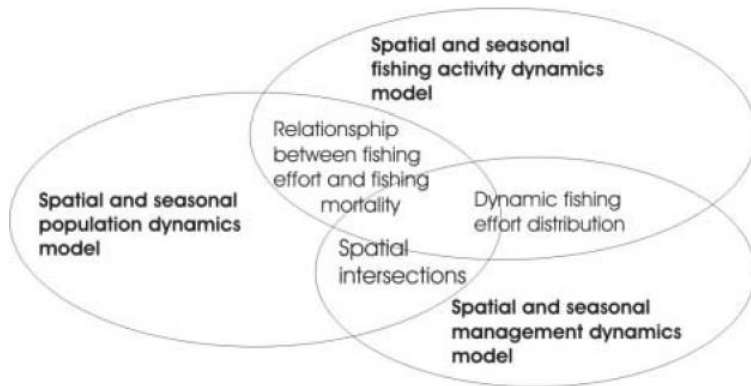 Spatial and seasonal
fishing activity dynamics
model
Relationsphip
between fishing
effort and fishing
mortality
Spatial and seasonal
population dynamics
model
Dynamic fishing
effort distribution
Spatial
intersections
Spatial and seasonal
management dynamics
model